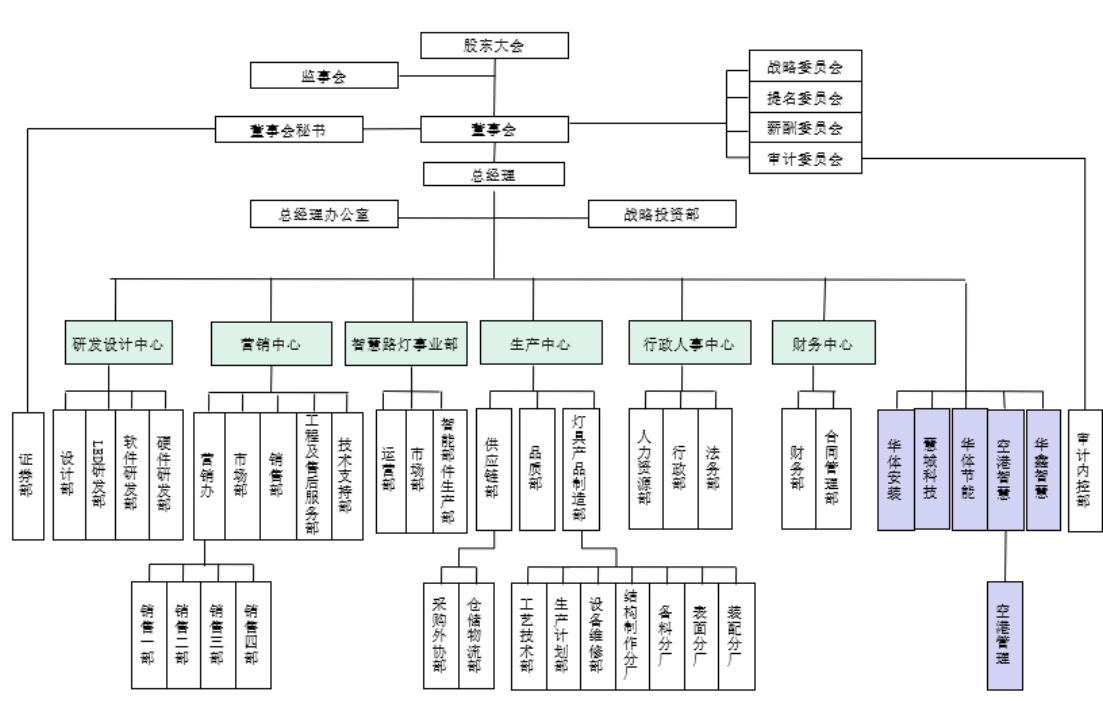 股东大会
监事会
战略委员会
提名委员会
薪酬委员会
审计委员会
董事会秘书
董事会
总经理
总经理办公室
战略投资部
研发设计中心
营销中心
智慧路灯事业部
生产中心
行政人事中心
财务中心
证券部
设计部
LED研发部
软件研发部
硬件研发部
营销办
市场部
销售部
工程及售后服务部
技术支持部
运营部
市场部
智能部件生产部
供应链部
品质部
灯具产品制造部
人力资源部
行政部
法务部
财务部
合同管理部
华体安装
慧城科技
华体节能
空港智慧
华鑫智慧
审计内控部
销售一部
销售二部
销售三部
销售四部
采购外协部
仓储物流部
工艺技术部
生产计划部
设备维修部
结构制作分厂
备料分厂
表面分厂
装配分厂
空港管理